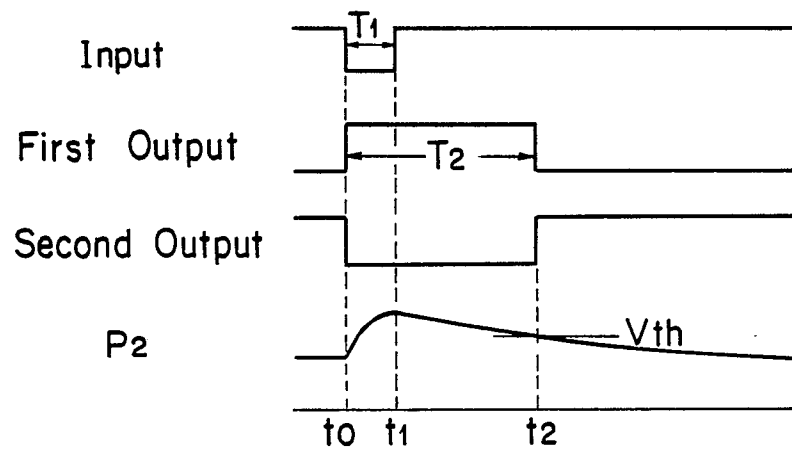 T1
Input
First Output
T2
Second Output
P2
Vth
t0 t1 t2